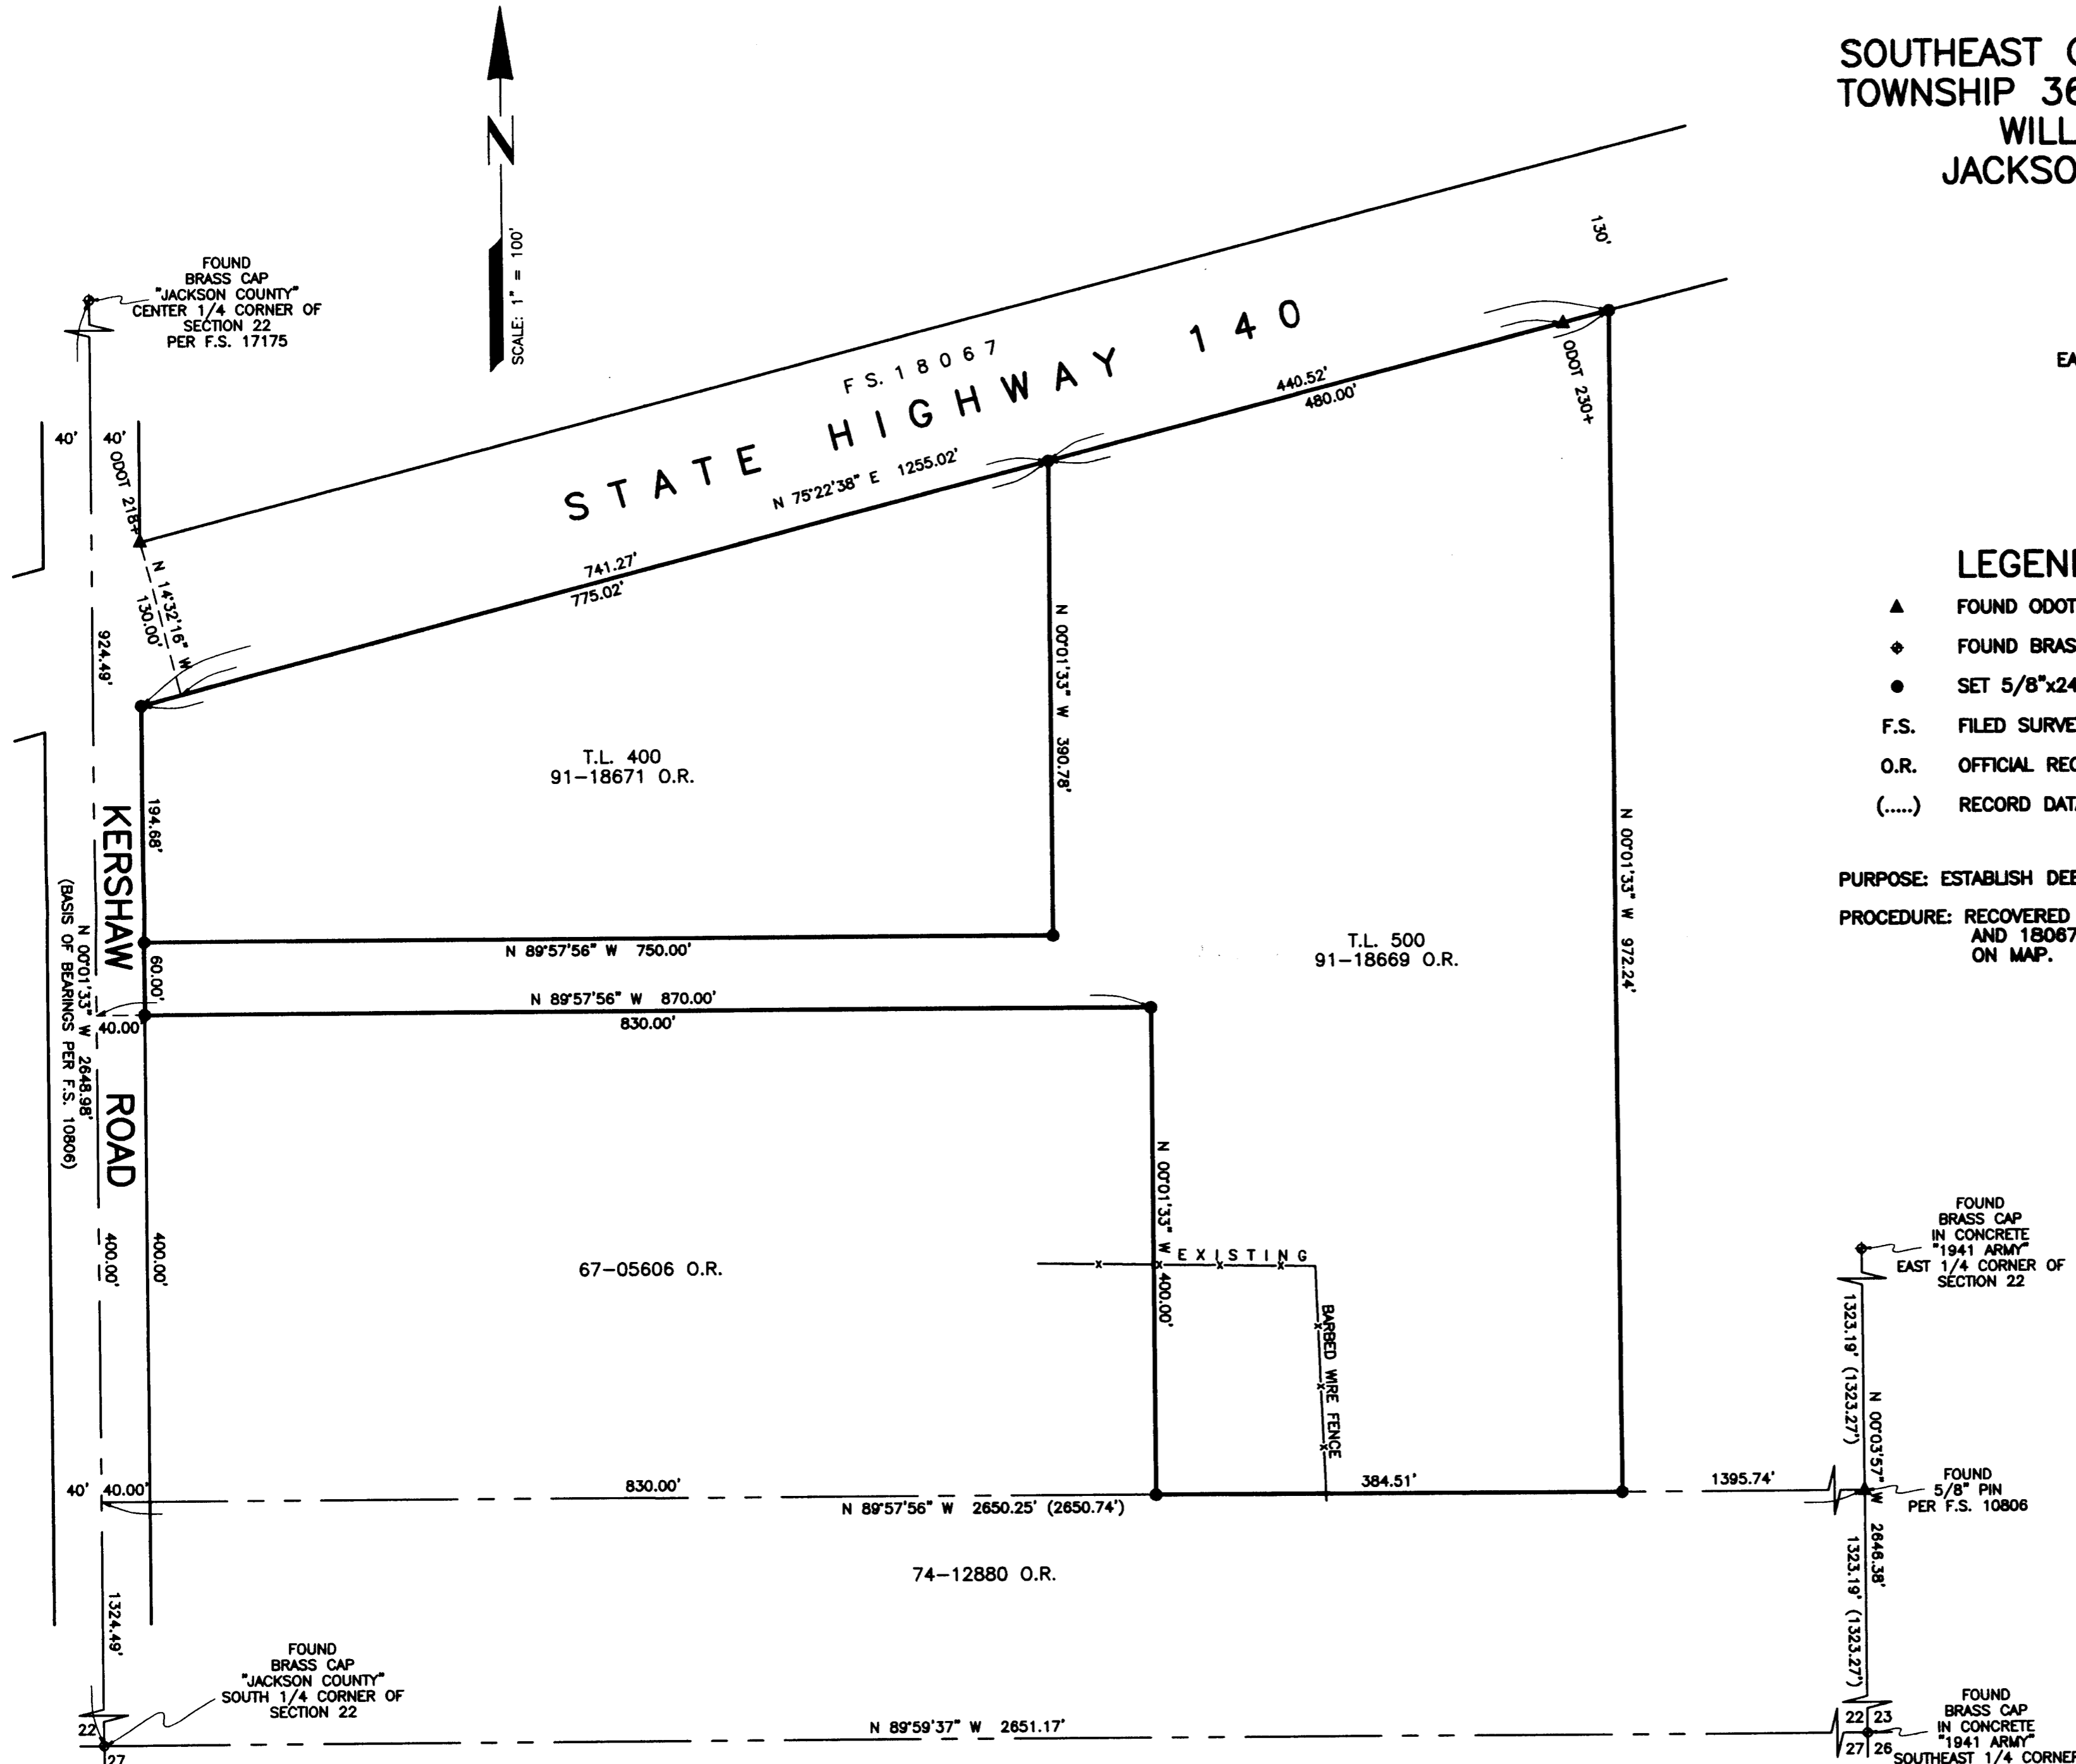 SOUTHEAST
TOWNSHIP 36
WILL
JACKSO
N
SCALE: 1" = 100'
FOUND
BRASS CAP
"JACKSON COUNTY"
CENTER 1/4 CORNER OF
SECTION 22
PER F.S. 17175
130'
F S. 1 8 0 6 7
STATE HIGHWAY 140
N 75°22'38" E 1255.02'
440.52'
480.00'
ODOT 230+
EA
40' 40'
ODOT 218+
N 14°32'16" W
130.00'
741.27'
775.02'
924.49'
N 00°01'33" W 390.78'
LEGEN
FOUND ODOT
FOUND BRAS
SET 5/8"x24
F.S. FILED SURVE
O.R. OFFICIAL REC
(.....) RECORD DAT
T.L. 400
91-18671 O.R.
194.68'
KERSHAW ROAD
N 00°01'33" W 2648.98'
(BASIS OF BEARINGS PER F.S. 10806)
N 89°57'56" W 750.00'
60.00'
N 89°57'56" W 870.00'
40.00'
830.00'
T.L. 500
91-18669 O.R.
N 00°01'33" W 972.24'
PURPOSE: ESTABLISH DEE
PROCEDURE: RECOVERED
AND 18067
ON MAP.
N 00°01'33" W 400.00'
EXISTING
BARBED WIRE FENCE
67-05606 O.R.
400.00'
400.00'
FOUND
BRASS CAP
IN CONCRETE
"1941 ARMY"
EAST 1/4 CORNER OF
SECTION 22
1323.19' (1323.27')
N 00°03'57" W 2646.38'
40' 40.00'
830.00'
384.51'
1395.74'
N 89°57'56" W 2650.25' (2650.74')
FOUND
5/8" PIN
PER F.S. 10806
74-12880 O.R.
1324.49'
1323.19' (1323.27')
FOUND
BRASS CAP
"JACKSON COUNTY"
SOUTH 1/4 CORNER OF
SECTION 22
22
27
N 89°59'37" W 2651.17'
22 23
27 26
FOUND
BRASS CAP
IN CONCRETE
"1941 ARMY"
SOUTHEAST 1/4 CORNER